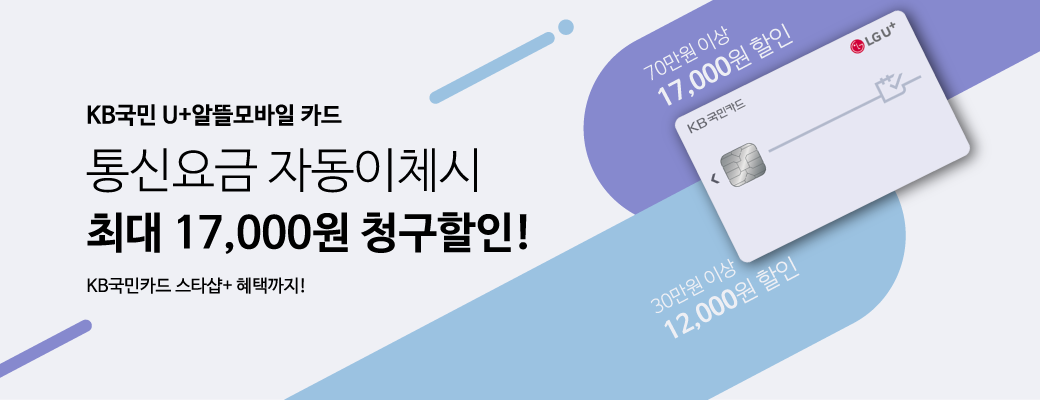 KB국민 U+알뜰모바일 카드
통신요금 자동이체시
최대 17,000원 청구할인!
KB국민카드 스타샵+ 혜택까지!
70만원 이상
17,000원 할인
LG U+
KB국민카드
30만원 이상
12,000원 할인